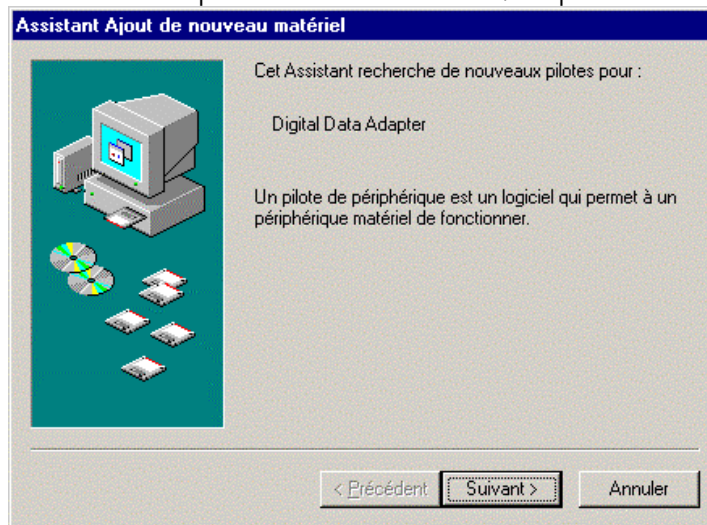 Assistant Ajout de nouveau matériel
Cet Assistant recherche de nouveaux pilotes pour :
Digital Data Adapter
Un pilote de périphérique est un logiciel qui permet à un
périphérique matériel de fonctionner.
< Précédent
Suivant >
Annuler